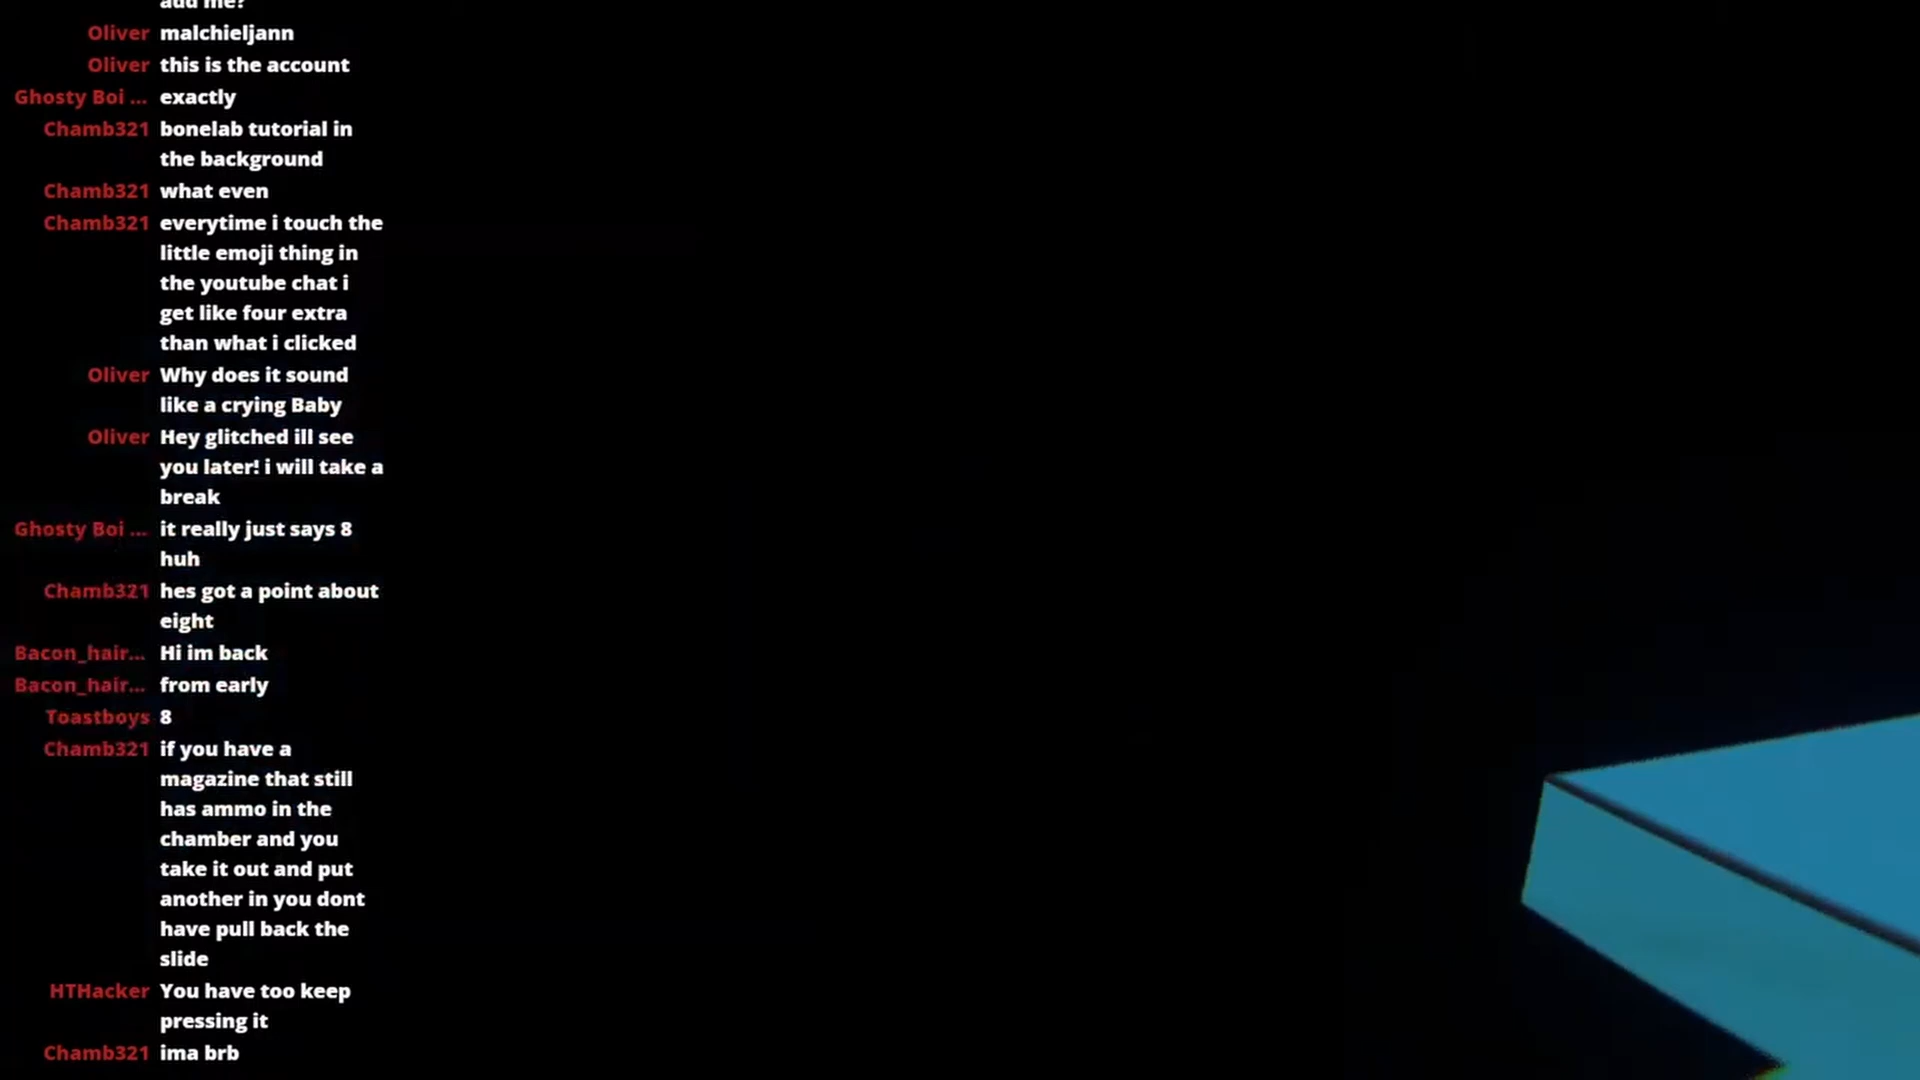 add me?
Oliver malchieljann
Oliver this is the account
Ghosty Boi ... exactly
Chamb321 bonelab tutorial in
the background
Chamb321 what even
Chamb321 everytime i touch the
little emoji thing in
the youtube chat i
get like four extra
than what i clicked
Oliver Why does it sound
like a crying Baby
Oliver Hey glitched ill see
you later! i will take a
break
Ghosty Boi ... it really just says 8
huh
Chamb321 hes got a point about
eight
Bacon_hair... Hi im back
Bacon_hair... from early
Toastboys 8
Chamb321 if you have a
magazine that still
has ammo in the
chamber and you
take it out and put
another in you dont
have pull back the
slide
HTHacker You have too keep
pressing it
Chamb321 ima brb